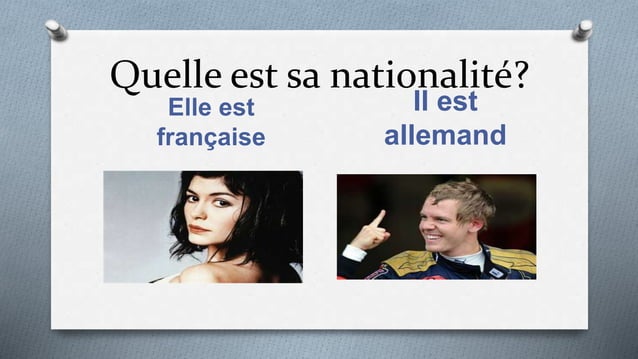 Quelle est sa nationalité?
Elle est
française
Il est
allemand